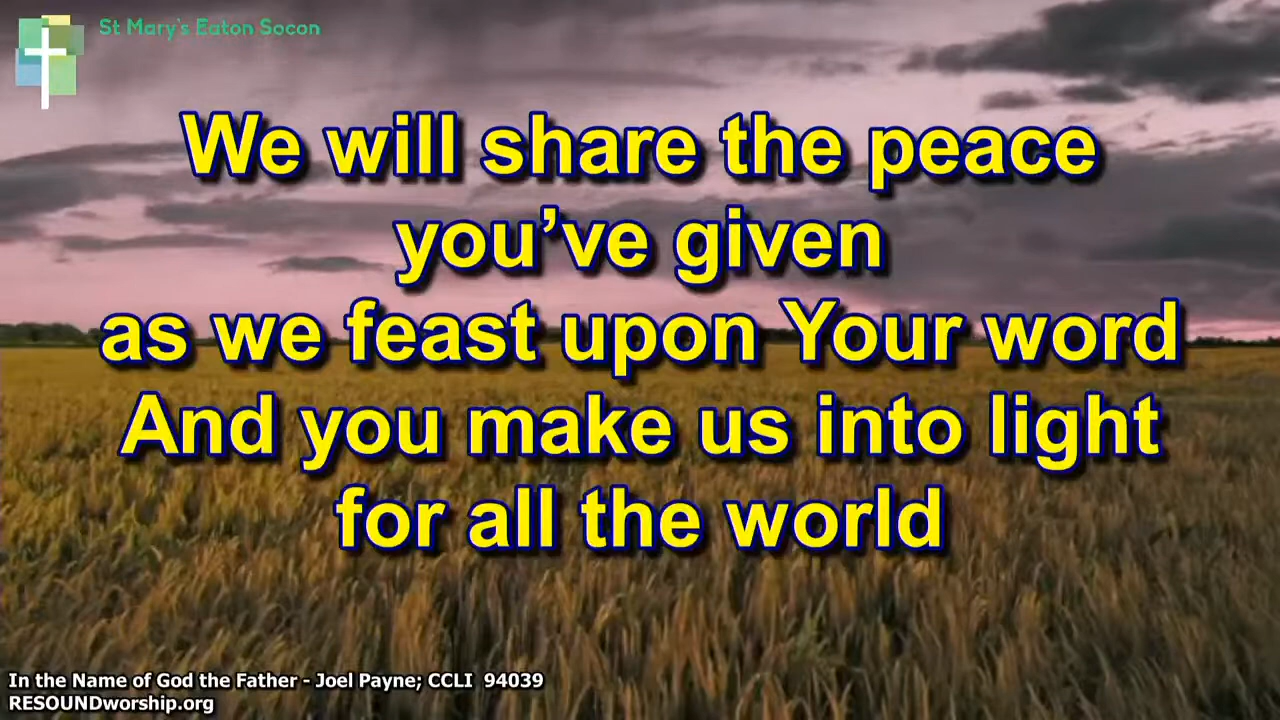 St Mary's Eaton Socon
We will share the peace
you’ve given
as we feast upon Your word
And you make us into light
for all the world
In the Name of God the Father - Joel Payne; CCLI 94039
RESOUNDworship.org